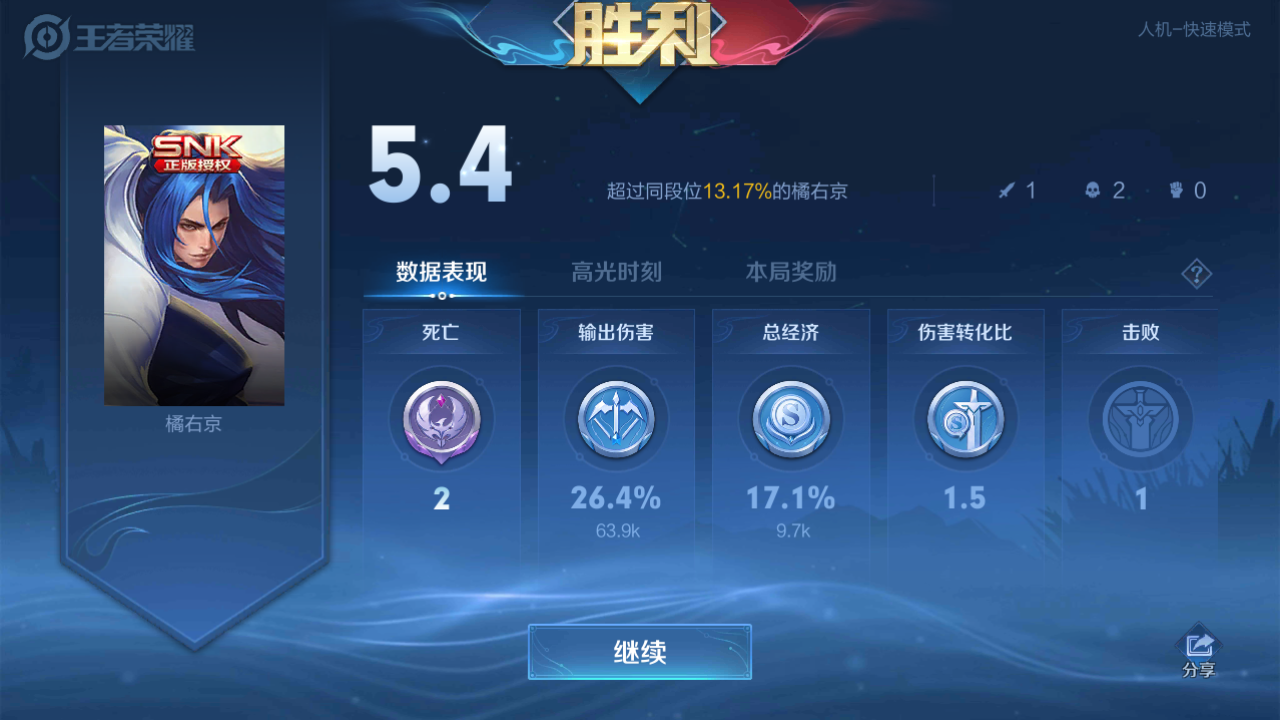 王者荣耀
胜利
人机-快速模式
SNK
正版授权
橘右京
5.4
超过同段位13.17%的橘右京
1 2 0
数据表现 高光时刻 本局奖励 ?
死亡 输出伤害 总经济 伤害转化比 击败
2 26.4% 17.1% 1.5 1
63.9k 9.7k
继续
分享